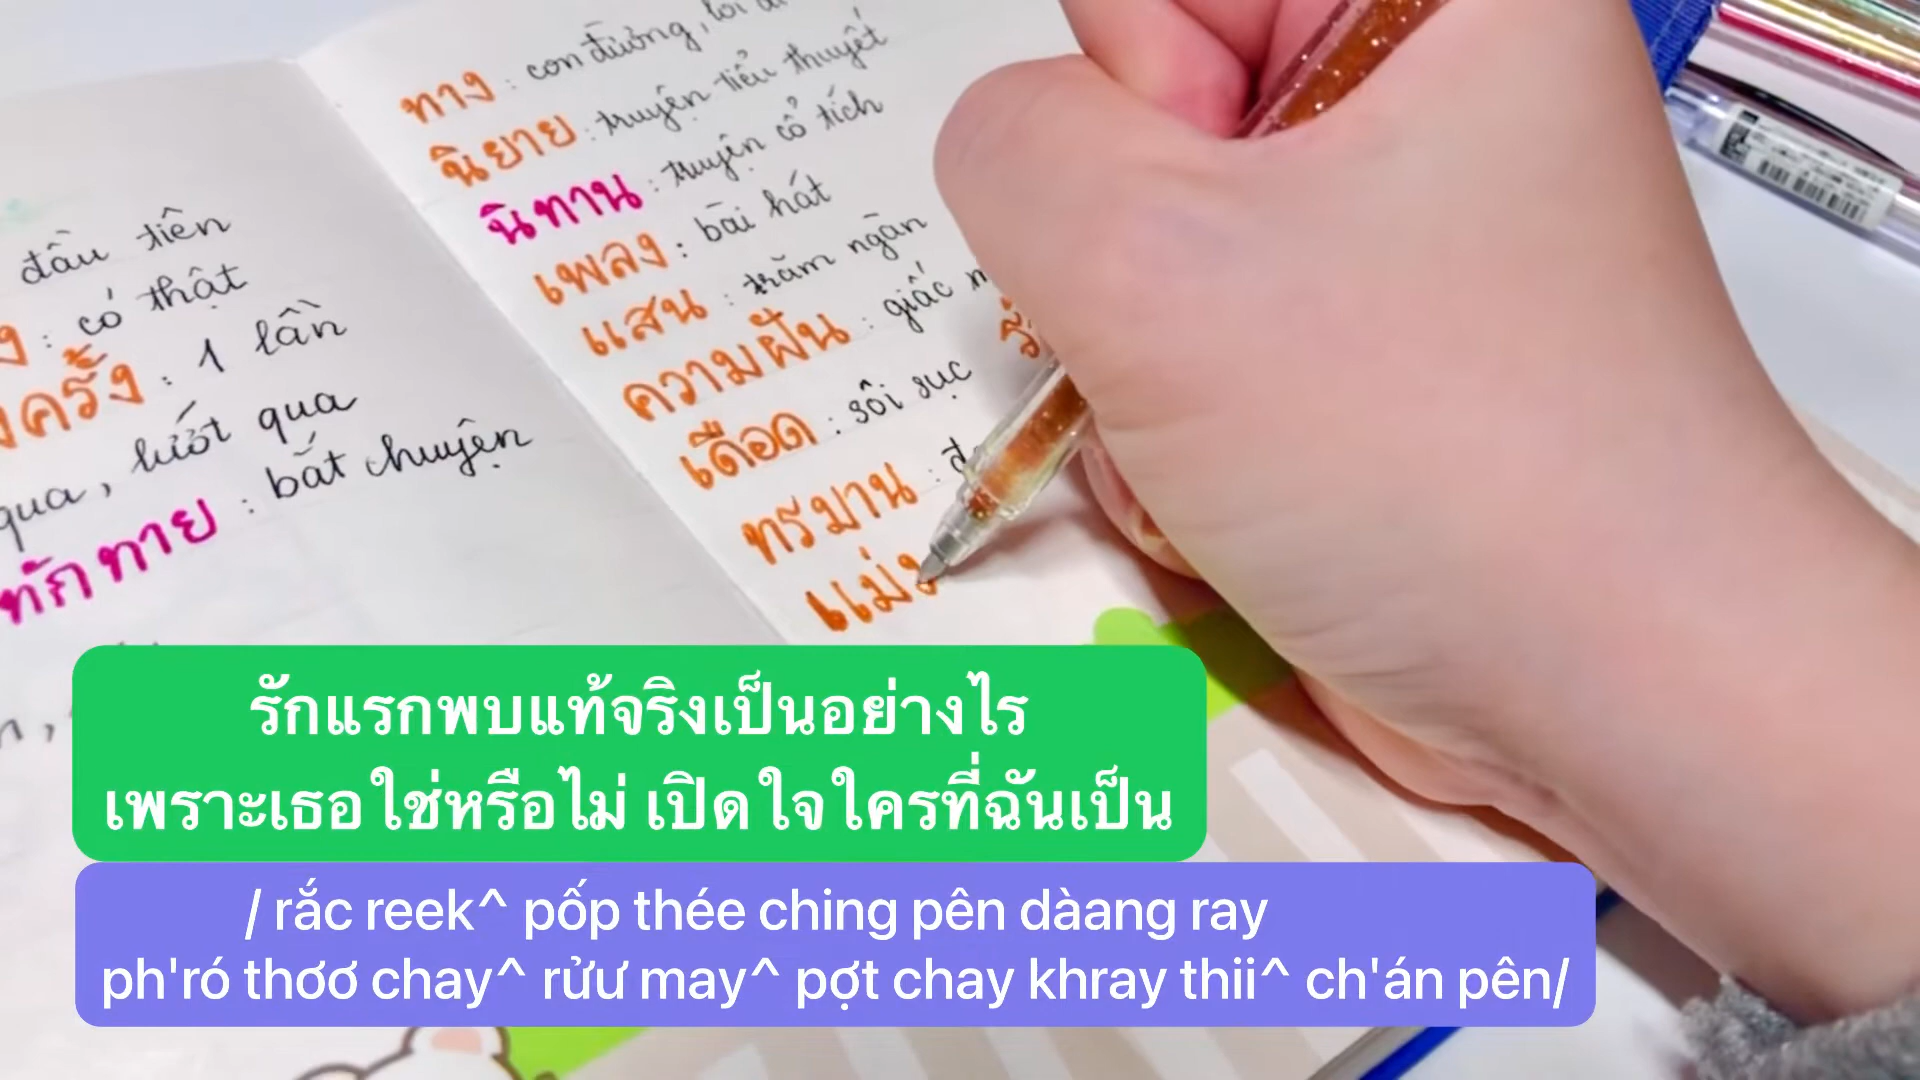 đầu tiên
: có thật
ครั้ง : 1 lần
qua, lướt qua
ทักทาย : bắt chuyện
ทาง : con đường, lối
นิยาย : truyện tiểu thuyết
นิทาน : truyện cổ tích
เพลง : bài hát
แสน : trăm ngàn
ความฝัน : giấc
เดือด : sôi sục
ทรมาน :
แม่ง
รักแรกพบแท้จริงเป็นอย่างไร
เพราะเธอใช่หรือไม่ เปิดใจใครที่ฉันเป็น
/ rắc reek^ pốp thée ching pên dàang ray
ph'ró thơơ chay^ rửư may^ pợt chay khray thii^ ch'án pên/